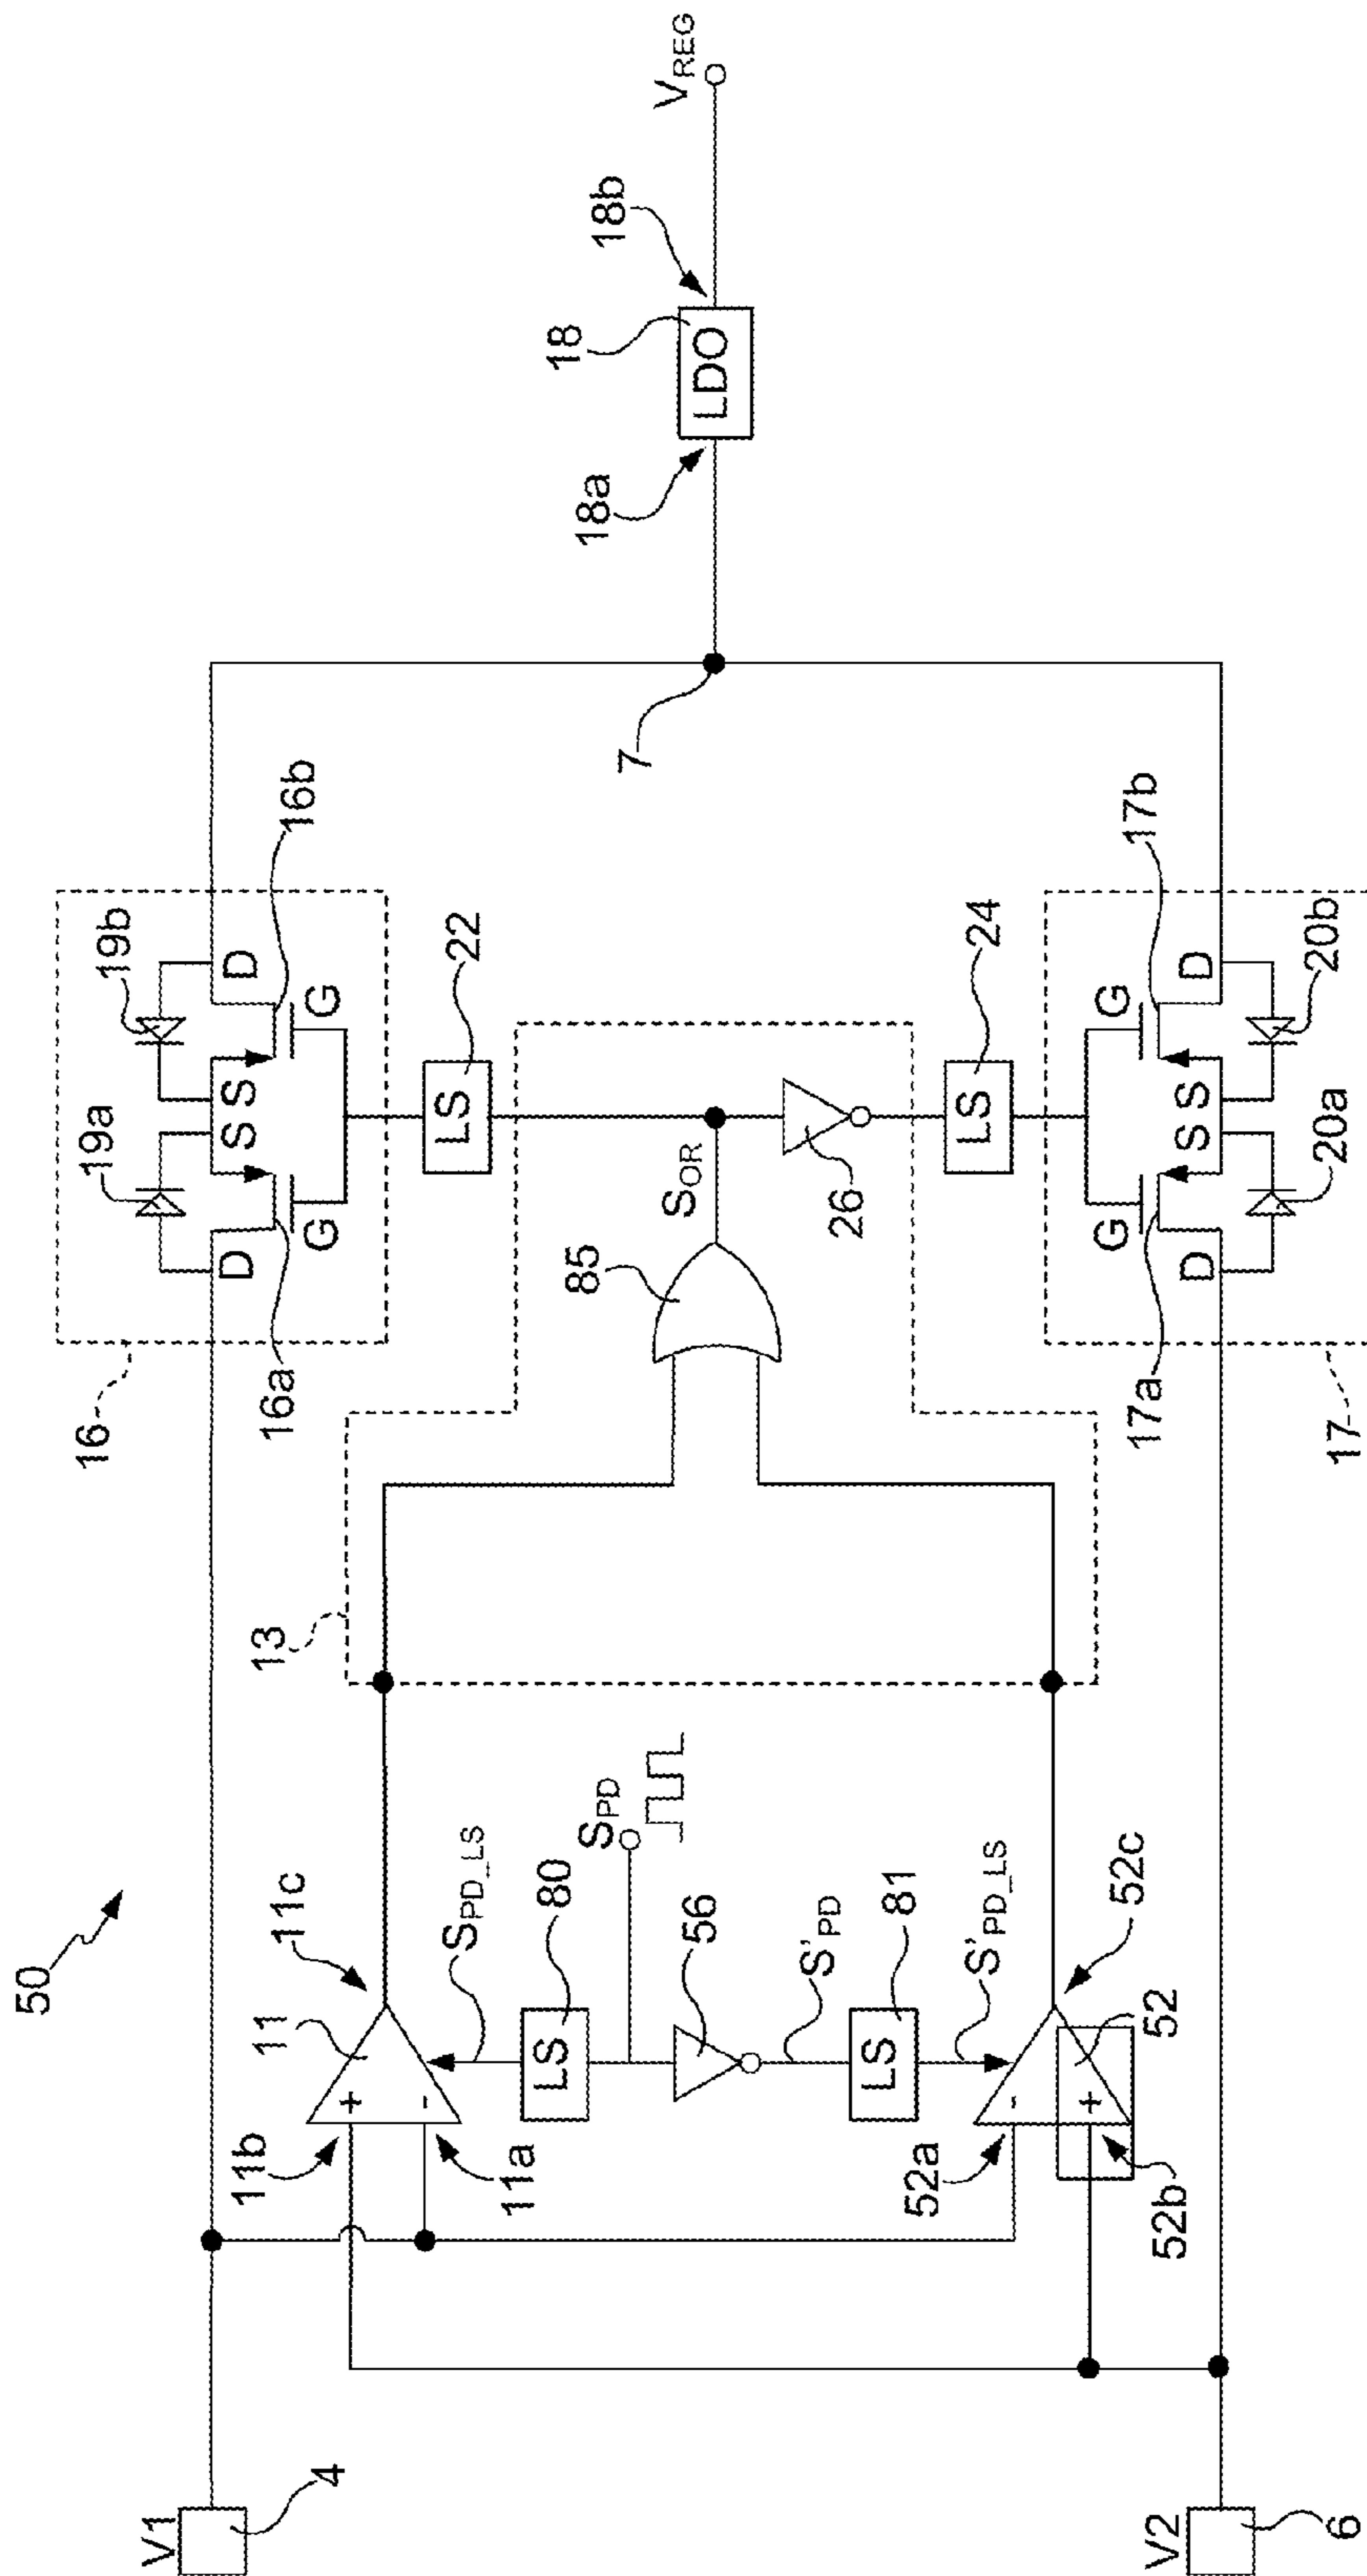 50
V1
4
V2
6
11b
11
11c
+
-
11a
S_PD_LS
80
LS
S_PD
56
S'_PD
LS
81
S'_PD_LS
52a
-
+
52
52c
52b
13
85
S_OR
26
16
16a
19a
19b
16b
D
S
S
D
G
G
LS
22
LS
24
G
G
D
S
S
D
17a
17b
20a
20b
17
7
18a
18
LDO
18b
V_REG